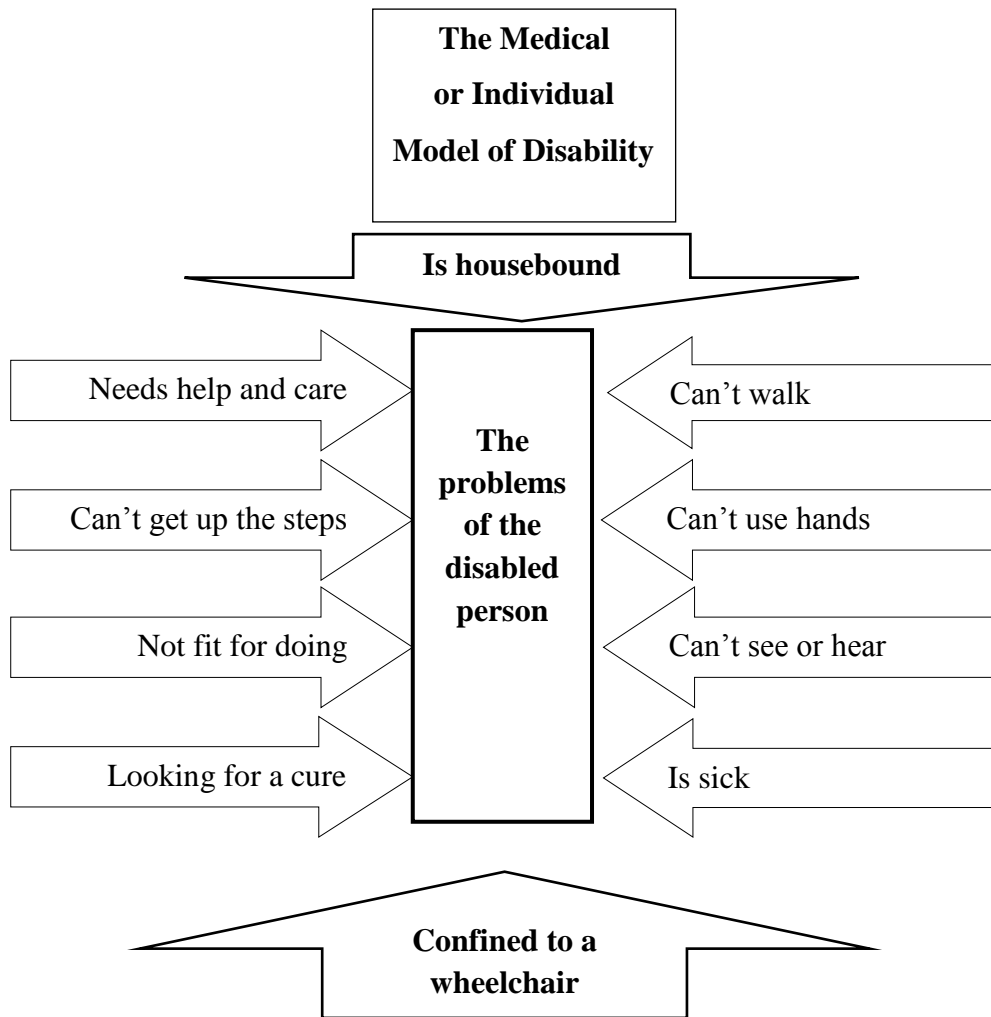 The Medical
or Individual
Model of Disability
Is housebound
Needs help and care
Can’t walk
The
problems
of the
disabled
person
Can’t get up the steps
Can’t use hands
Not fit for doing
Can’t see or hear
Looking for a cure
Is sick
Confined to a
wheelchair